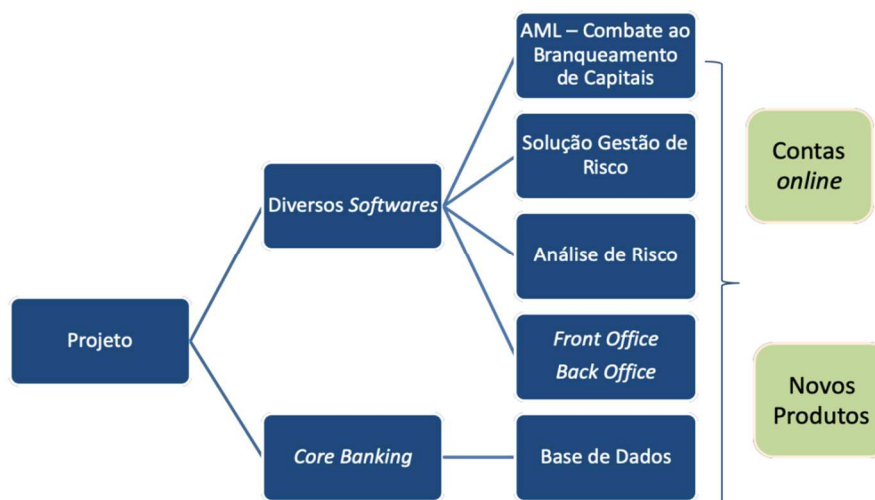 AML – Combate ao
Branqueamento
de Capitais
Solução Gestão de
Risco
Contas
online
Diversos Softwares
Análise de Risco
Projeto
Front Office
Back Office
Novos
Produtos
Core Banking
Base de Dados